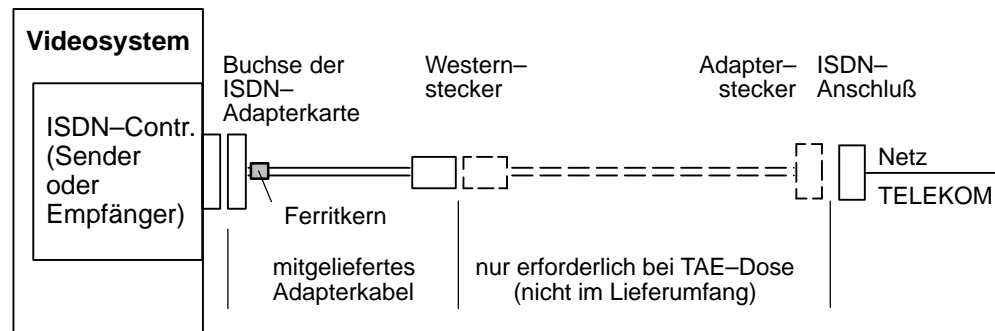 Videosystem
ISDN–Contr.
(Sender
oder
Empfänger)
Buchse der
ISDN–
Adapterkarte
Western–
stecker
Adapter–
stecker
ISDN–
Anschluß
Netz
TELEKOM
Ferritkern
mitgeliefertes
Adapterkabel
nur erforderlich bei TAE–Dose
(nicht im Lieferumfang)